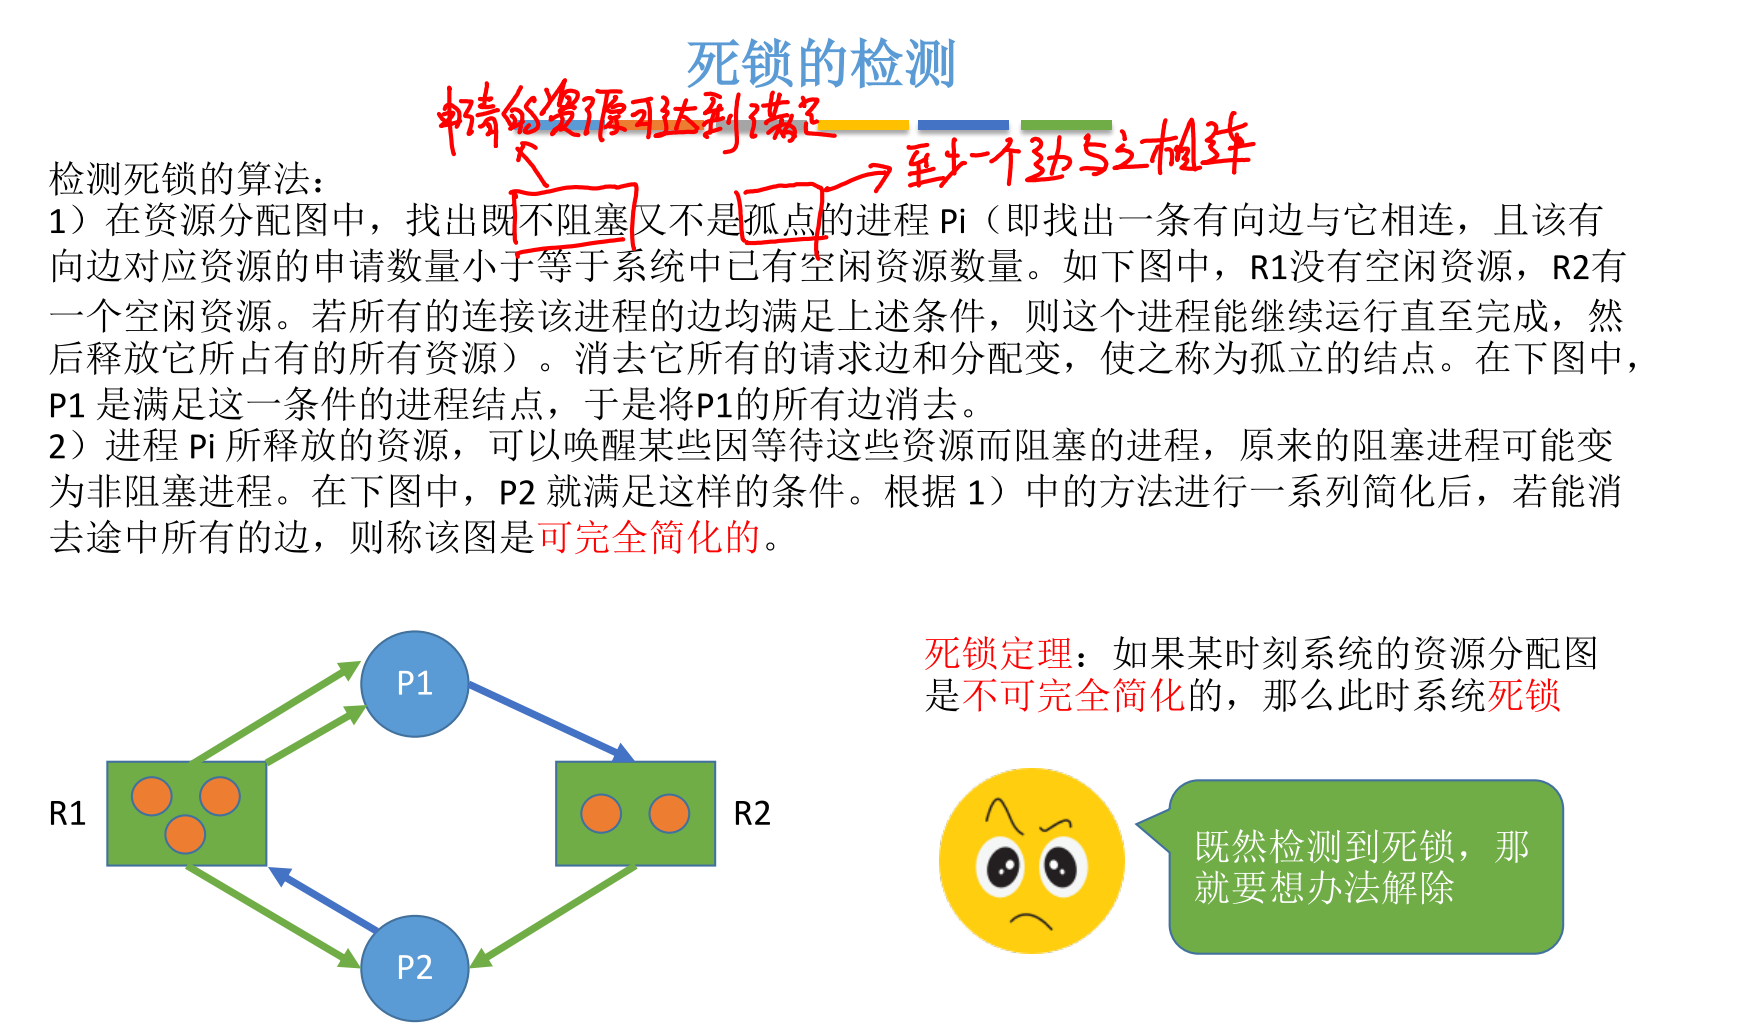 死锁的检测
申请的资源可达到满足
至少一个边与之相连
检测死锁的算法：
1）在资源分配图中，找出既不阻塞又不是孤点的进程 Pi（即找出一条有向边与它相连，且该有
向边对应资源的申请数量小于等于系统中已有空闲资源数量。如下图中，R1没有空闲资源，R2有
一个空闲资源。若所有的连接该进程的边均满足上述条件，则这个进程能继续运行直至完成，然
后释放它所占有的所有资源）。消去它所有的请求边和分配变，使之称为孤立的结点。在下图中，
P1 是满足这一条件的进程结点，于是将P1的所有边消去。
2）进程 Pi 所释放的资源，可以唤醒某些因等待这些资源而阻塞的进程，原来的阻塞进程可能变
为非阻塞进程。在下图中，P2 就满足这样的条件。根据 1）中的方法进行一系列简化后，若能消
去途中所有的边，则称该图是可完全简化的。
P1
R1
R2
P2
死锁定理：如果某时刻系统的资源分配图
是不可完全简化的，那么此时系统死锁
既然检测到死锁，那
就要想办法解除